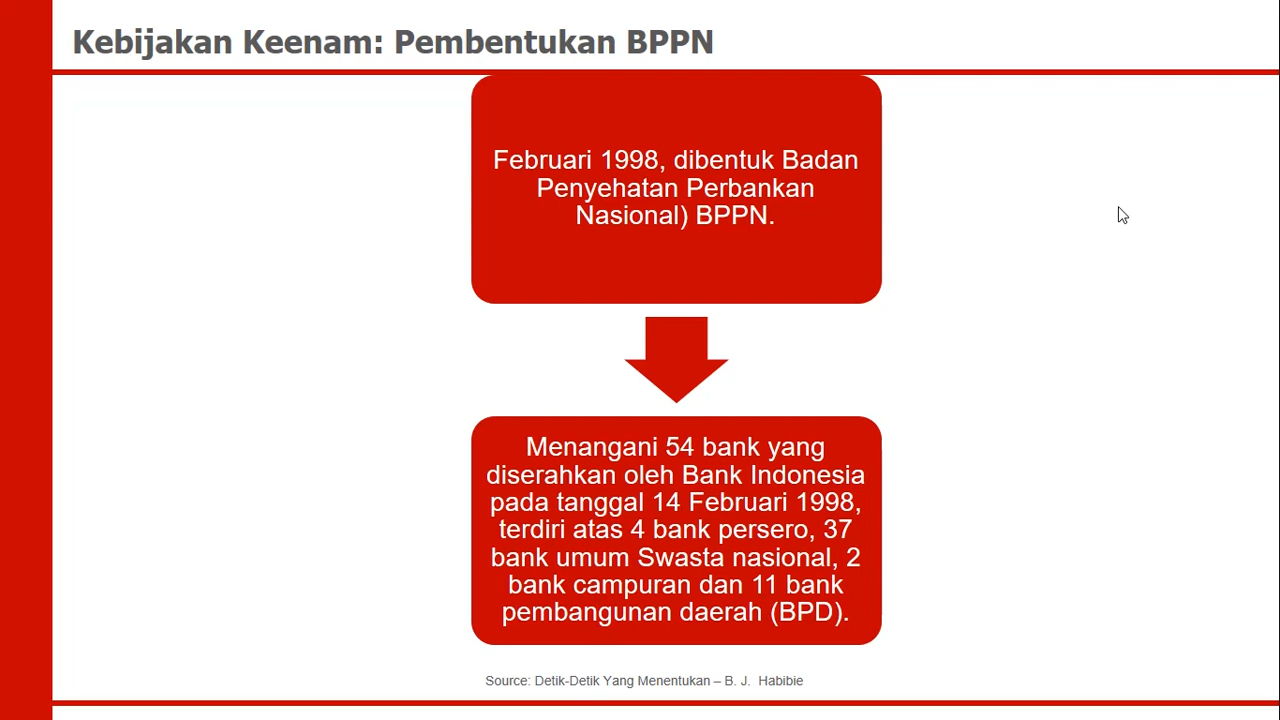 Kebijakan Keenam: Pembentukan BPPN
Februari 1998, dibentuk Badan
Penyehatan Perbankan
Nasional) BPPN.
Menangani 54 bank yang
diserahkan oleh Bank Indonesia
pada tanggal 14 Februari 1998,
terdiri atas 4 bank persero, 37
bank umum Swasta nasional, 2
bank campuran dan 11 bank
pembangunan daerah (BPD).
Source: Detik-Detik Yang Menentukan – B. J. Habibie